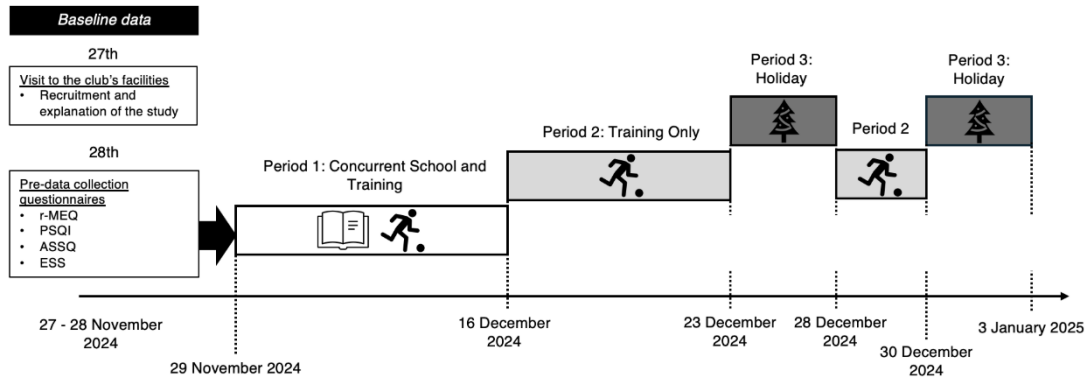 Baseline data
27th
Visit to the club's facilities
• Recruitment and
explanation of the study
28th
Pre-data collection
questionnaires
• r-MEQ
• PSQI
• ASSQ
• ESS
Period 1: Concurrent School and
Training
Period 2: Training Only
Period 3:
Holiday
Period 2
Period 3:
Holiday
27 - 28 November
2024
29 November 2024
16 December
2024
23 December
2024
28 December
2024
30 December
2024
3 January 2025